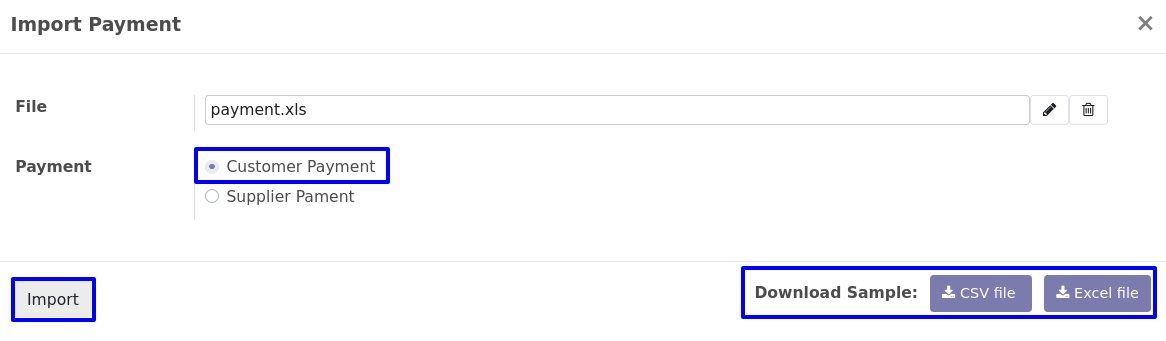 Import Payment
File
payment.xls
Payment
Customer Payment
Supplier Pament
Import
Download Sample: CSV file Excel file